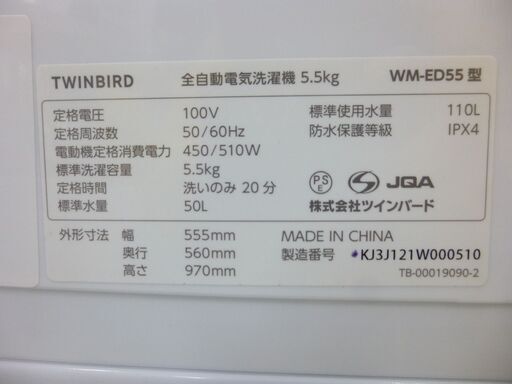 TWINBIRD 全自動電気洗濯機 5.5kg WM-ED55 型
定格電圧 100V 標準使用水量 110L
定格周波数 50/60Hz 防水保護等級 IPX4
電動機定格消費電力 450/510W
標準洗濯容量 5.5kg
定格時間 洗いのみ 20分
標準水量 50L
PSE JQA
株式会社ツインバード
外形寸法 幅 555mm MADE IN CHINA
奥行 560mm 製造番号 *KJ3J121W000510
高さ 970mm TB-00019090-2